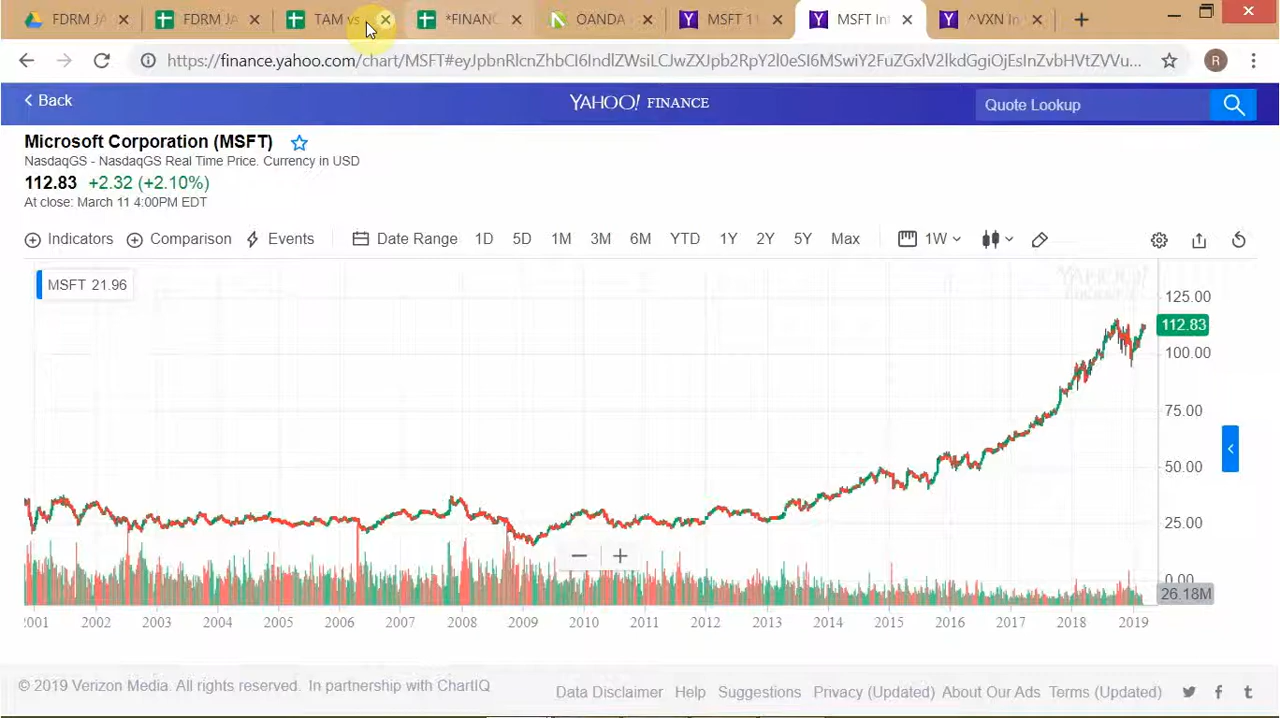 FDRM JA
FDRM JA
TAM vs
*FINANC
OANDA
MSFT 1
MSFT Int
^VXN In
https://finance.yahoo.com/chart/MSFT#eyJpbnRlcnZhbCI6IndlZWsiLCJwZXJpb2RpY2l0eSI6MSwiY2FuZGxlV2lkdGgiOjEsInZvbHVtZVVu...
R
Back
YAHOO! FINANCE
Quote Lookup
Microsoft Corporation (MSFT)
NasdaqGS - NasdaqGS Real Time Price. Currency in USD
112.83 +2.32 (+2.10%)
At close: March 11 4:00PM EDT
Indicators Comparison Events Date Range 1D 5D 1M 3M 6M YTD 1Y 2Y 5Y Max 1W
MSFT 21.96
YAHOO!
FINANCE
125.00
112.83
100.00
75.00
50.00
25.00
0.00
26.18M
2001 2002 2003 2004 2005 2006 2007 2008 2009 2010 2011 2012 2013 2014 2015 2016 2017 2018 2019
© 2019 Verizon Media. All rights reserved. In partnership with ChartIQ
Data Disclaimer Help Suggestions Privacy (Updated) About Our Ads Terms (Updated)